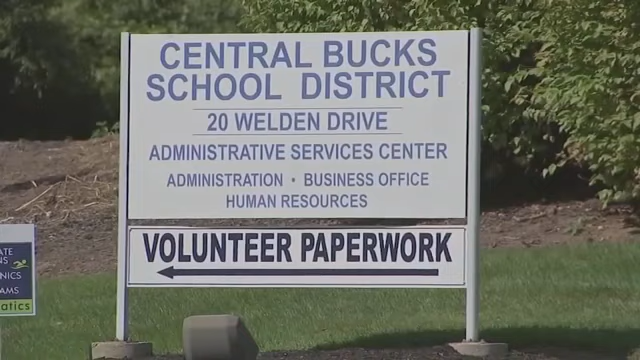 CENTRAL BUCKS
SCHOOL DISTRICT
20 WELDEN DRIVE
ADMINISTRATIVE SERVICES CENTER
ADMINISTRATION • BUSINESS OFFICE
HUMAN RESOURCES
VOLUNTEER PAPERWORK